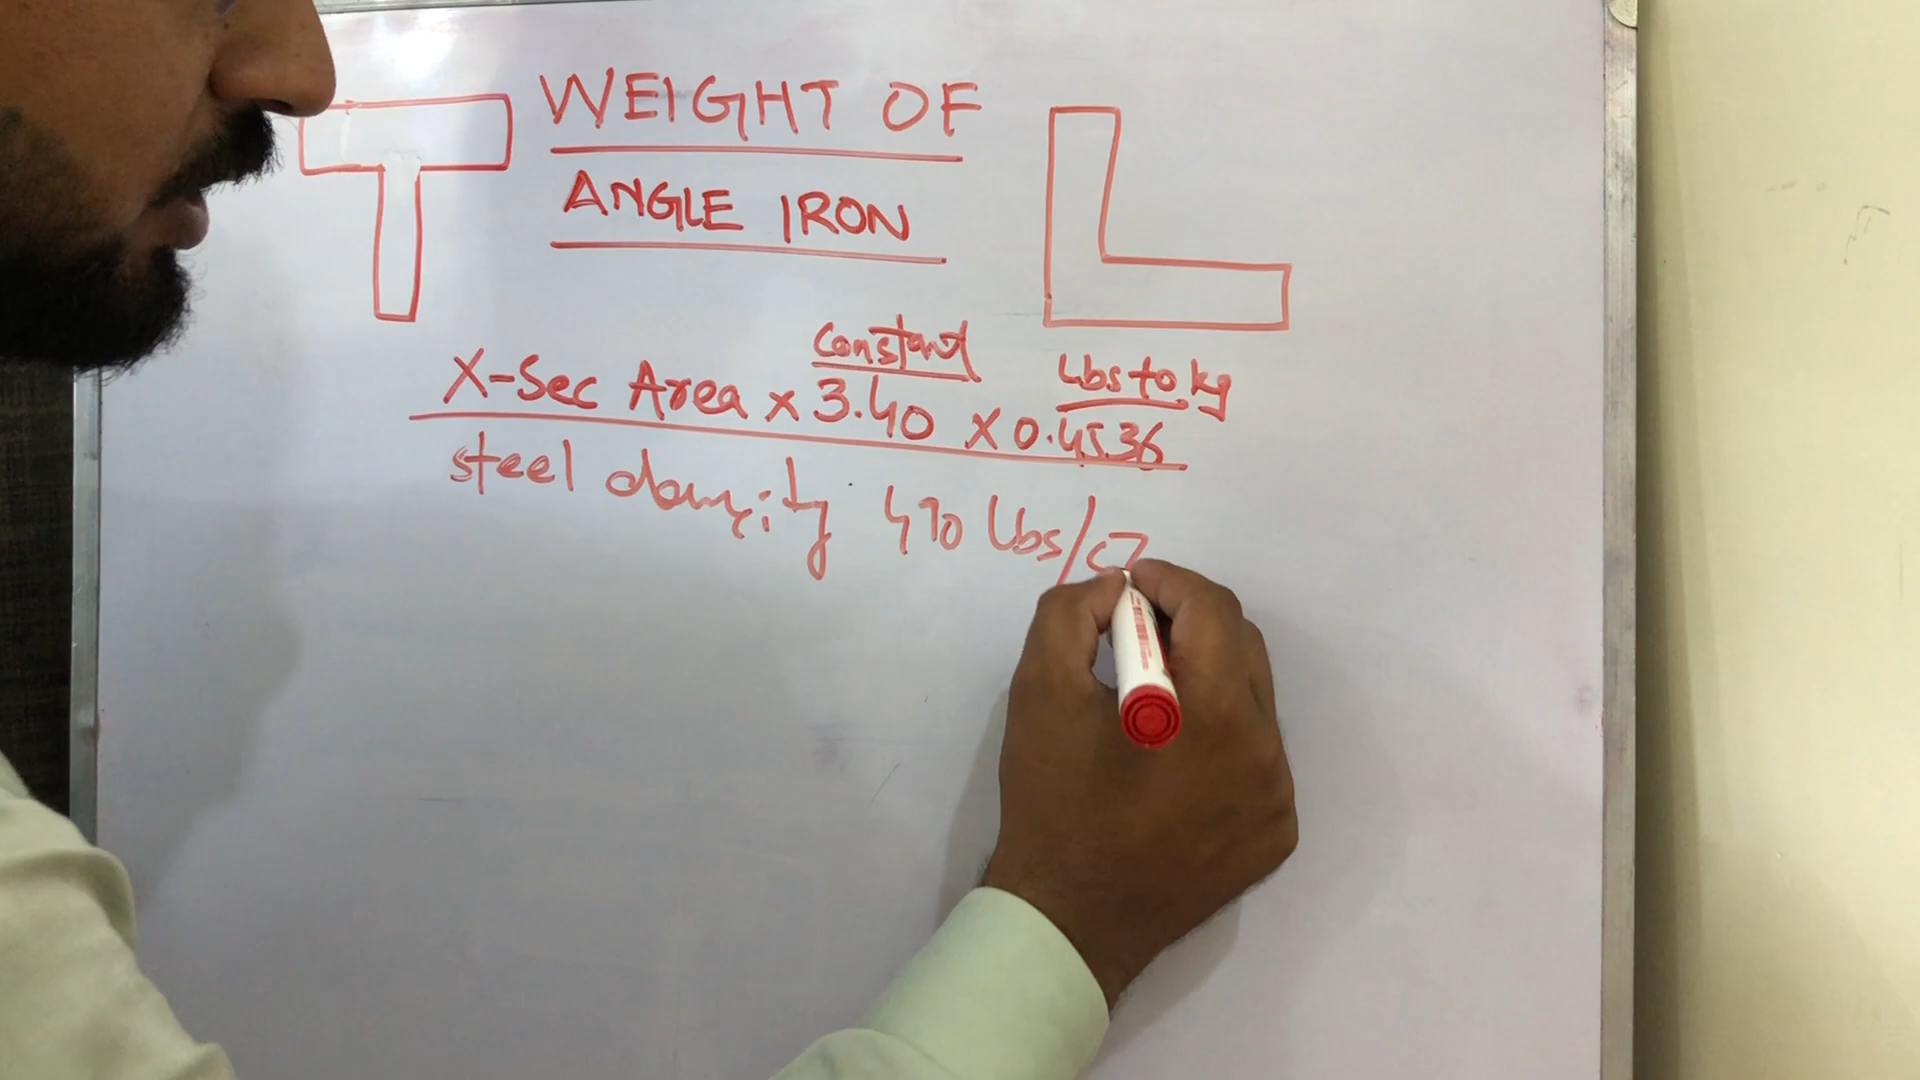 WEIGHT OF
ANGLE IRON
Constant
Lbs to kg
X-Sec Area x 3.40 x 0.4536
steel density 490 Lbs/